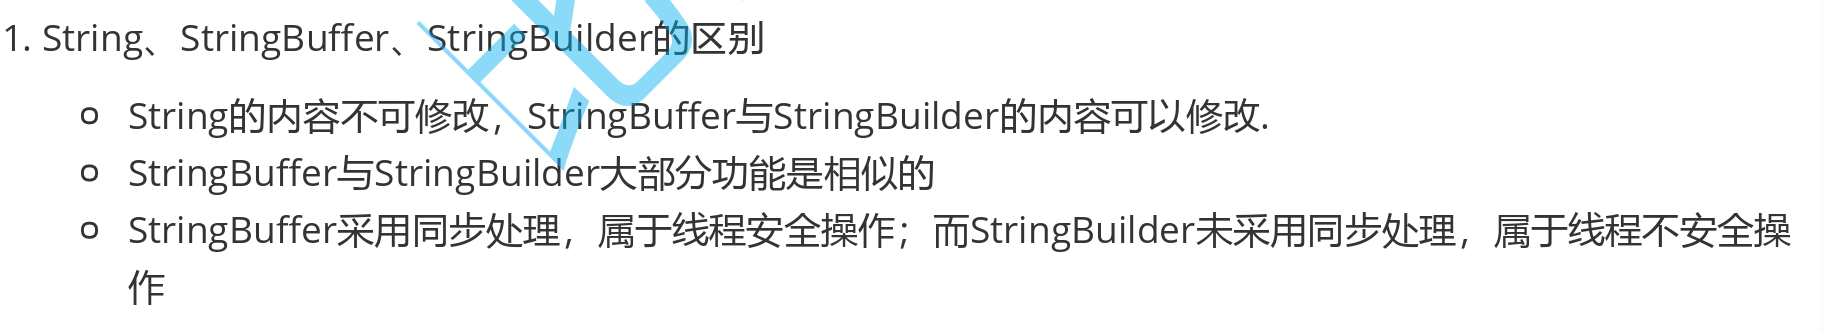 1. String、StringBuffer、StringBuilder的区别
String的内容不可修改，StringBuffer与StringBuilder的内容可以修改.
StringBuffer与StringBuilder大部分功能是相似的
StringBuffer采用同步处理，属于线程安全操作；而StringBuilder未采用同步处理，属于线程不安全操
作